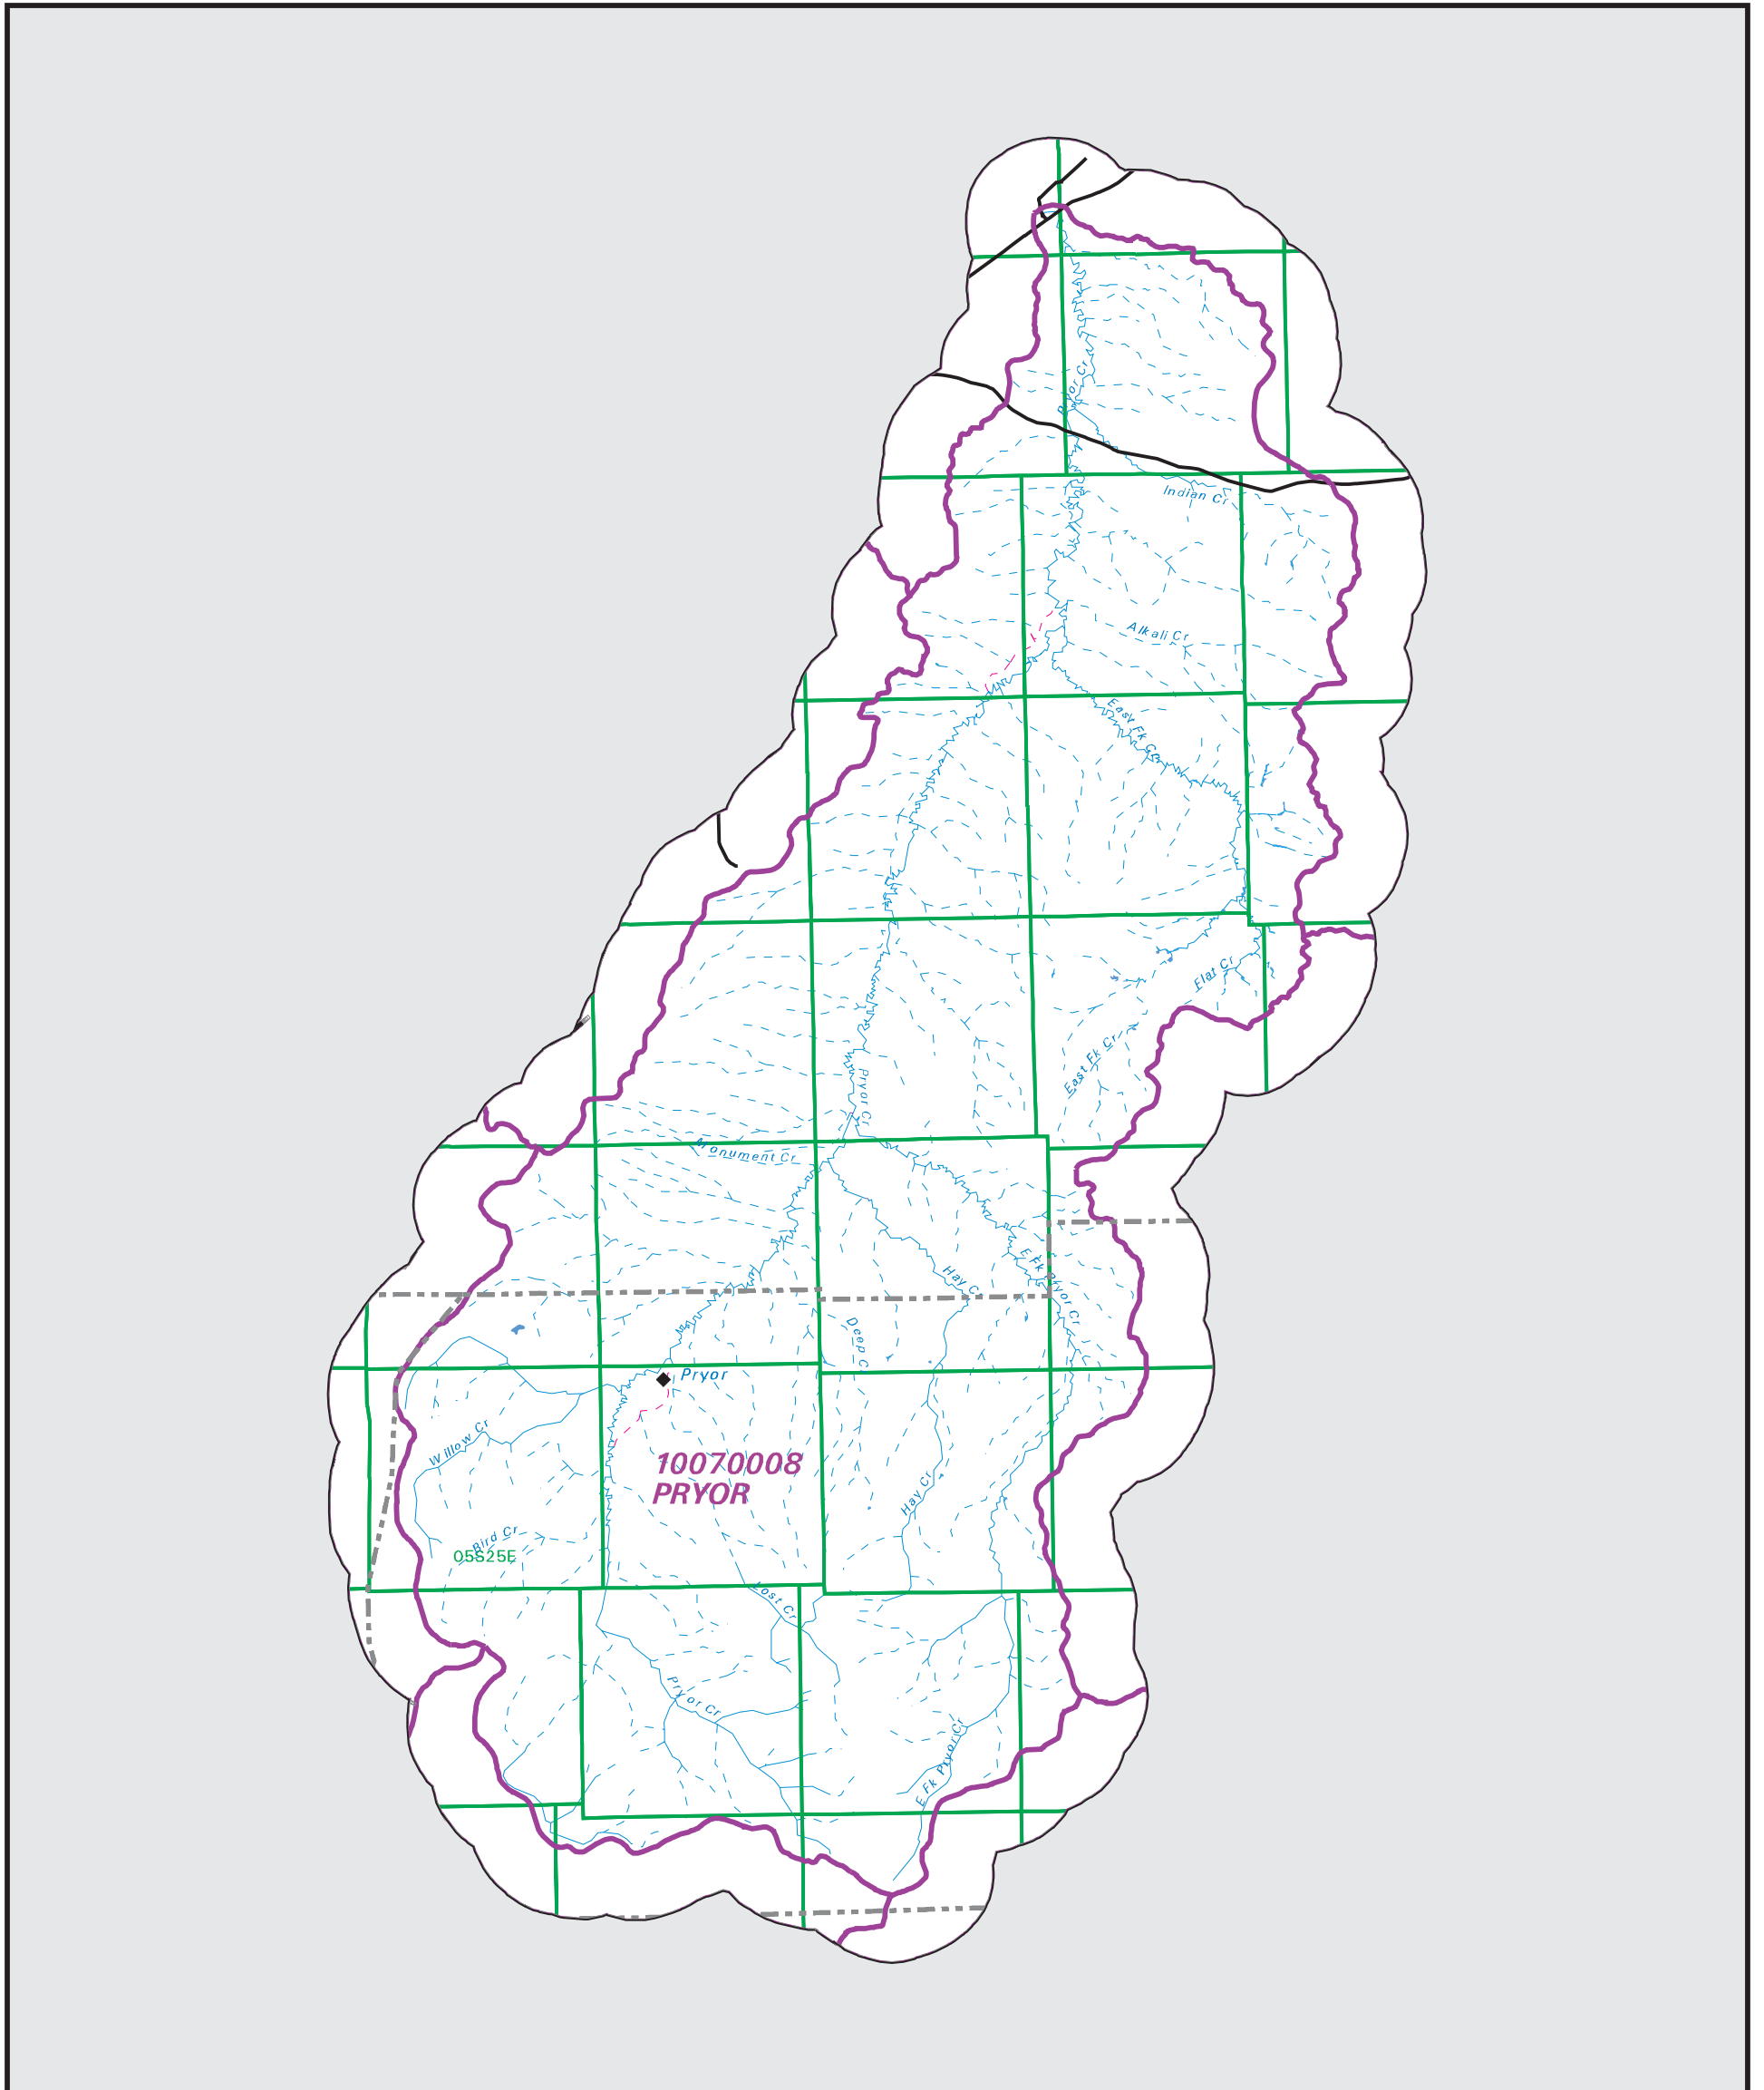 Pryor Cr
Indian Cr
Alkali Cr
East Fk Cr
Flat Cr
East Fk Cr
Pryor Cr
Monument Cr
E Fk Pryor Cr
Hay C
Deep C
Pryor
Willow Cr
10070008
PRYOR
Hay Cr
Bird Cr
05S25E
Lost Cr
Pryor Cr
E Fk Pryor Cr